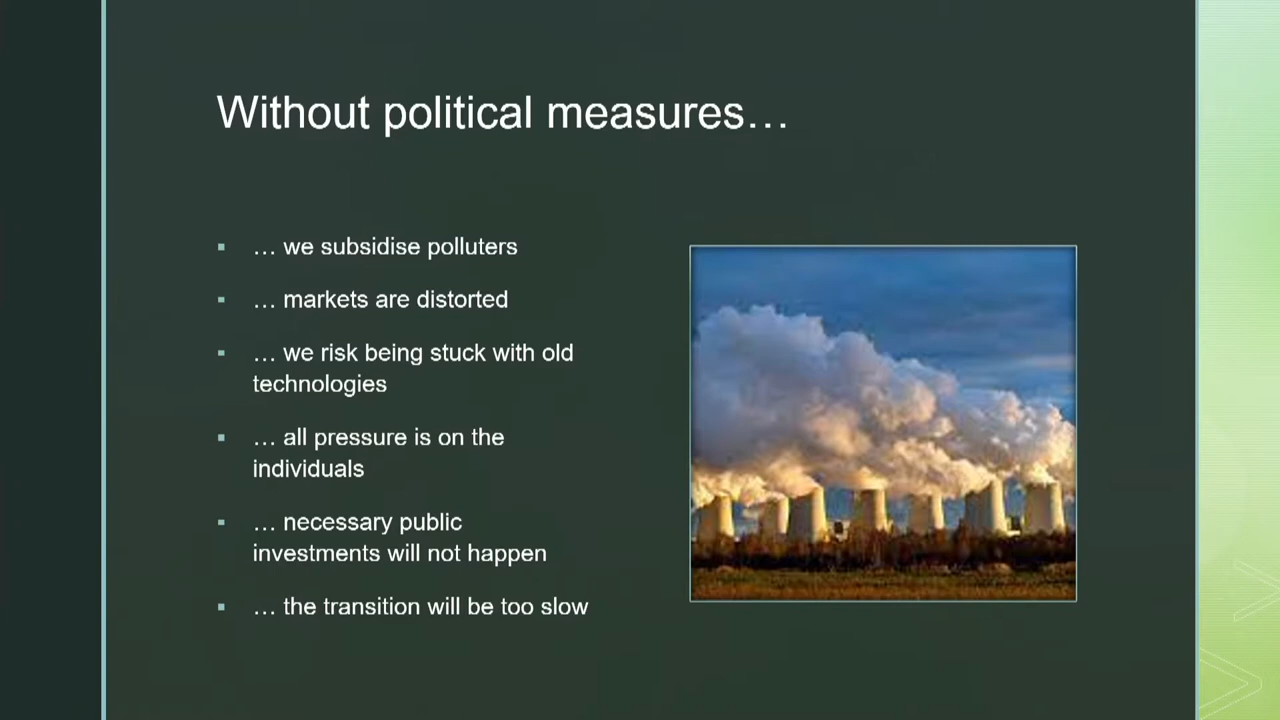 Without political measures…
… we subsidise polluters
… markets are distorted
… we risk being stuck with old
technologies
… all pressure is on the
individuals
… necessary public
investments will not happen
… the transition will be too slow